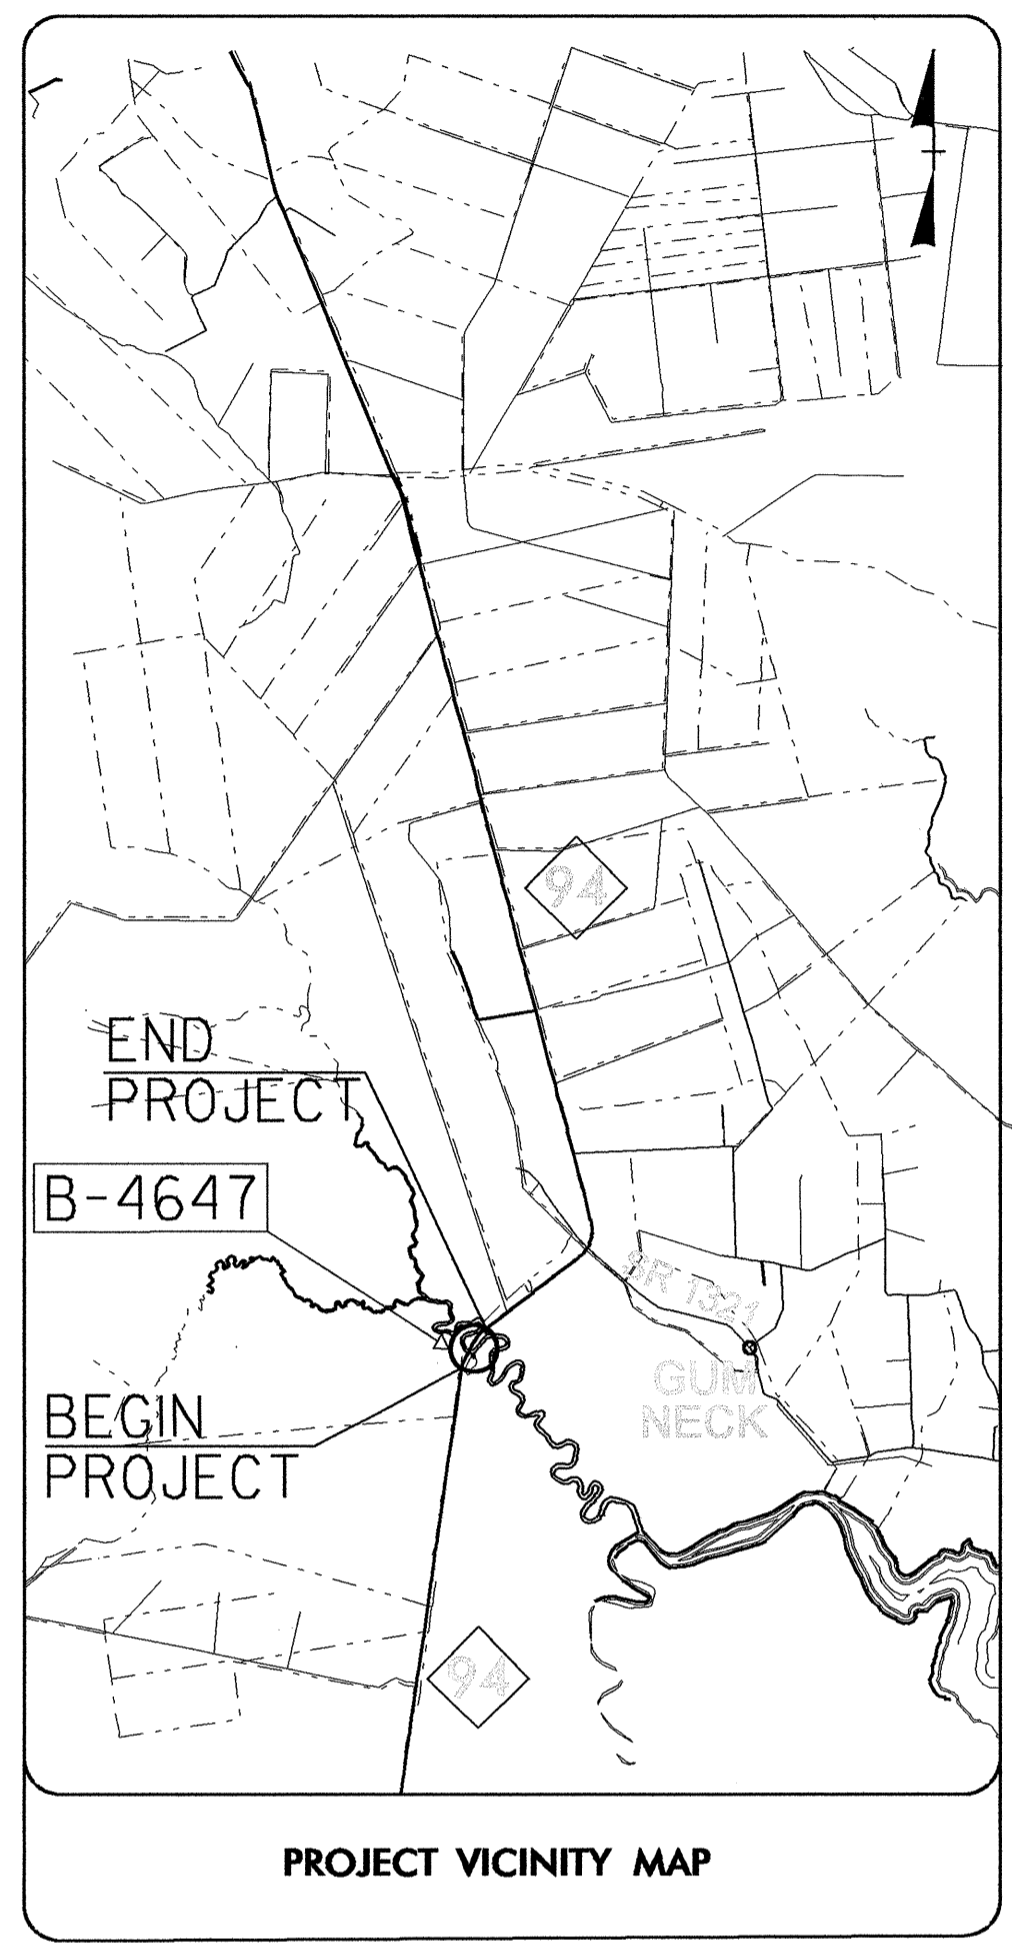 94
END
PROJECT
B-4647
SR 1321
GUM
NECK
BEGIN
PROJECT
94
PROJECT VICINITY MAP